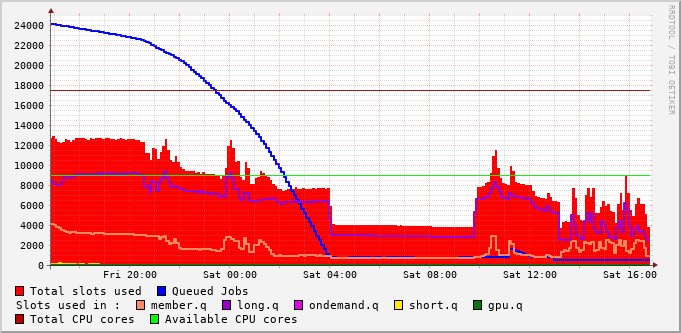 RRDTOOL / TOBI OETIKER
24000
22000
20000
18000
16000
14000
12000
10000
8000
6000
4000
2000
0
Fri 20:00 Sat 00:00 Sat 04:00 Sat 08:00 Sat 12:00 Sat 16:00
Total slots used Queued Jobs
Slots used in : member.q long.q ondemand.q short.q gpu.q
Total CPU cores Available CPU cores